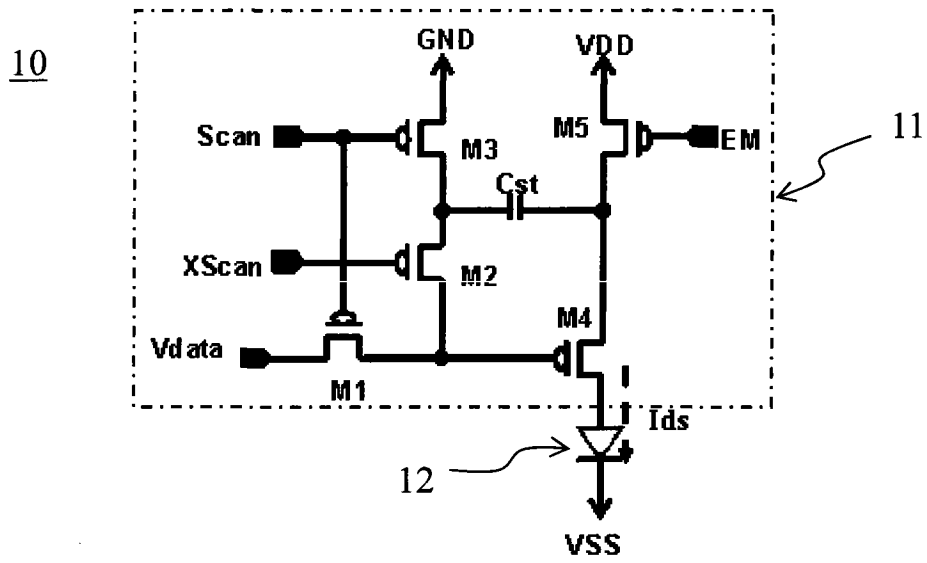 10
GND
VDD
Scan
M3
M5
EM
11
Cst
XScan
M2
M4
Vdata
M1
Ids
12
VSS